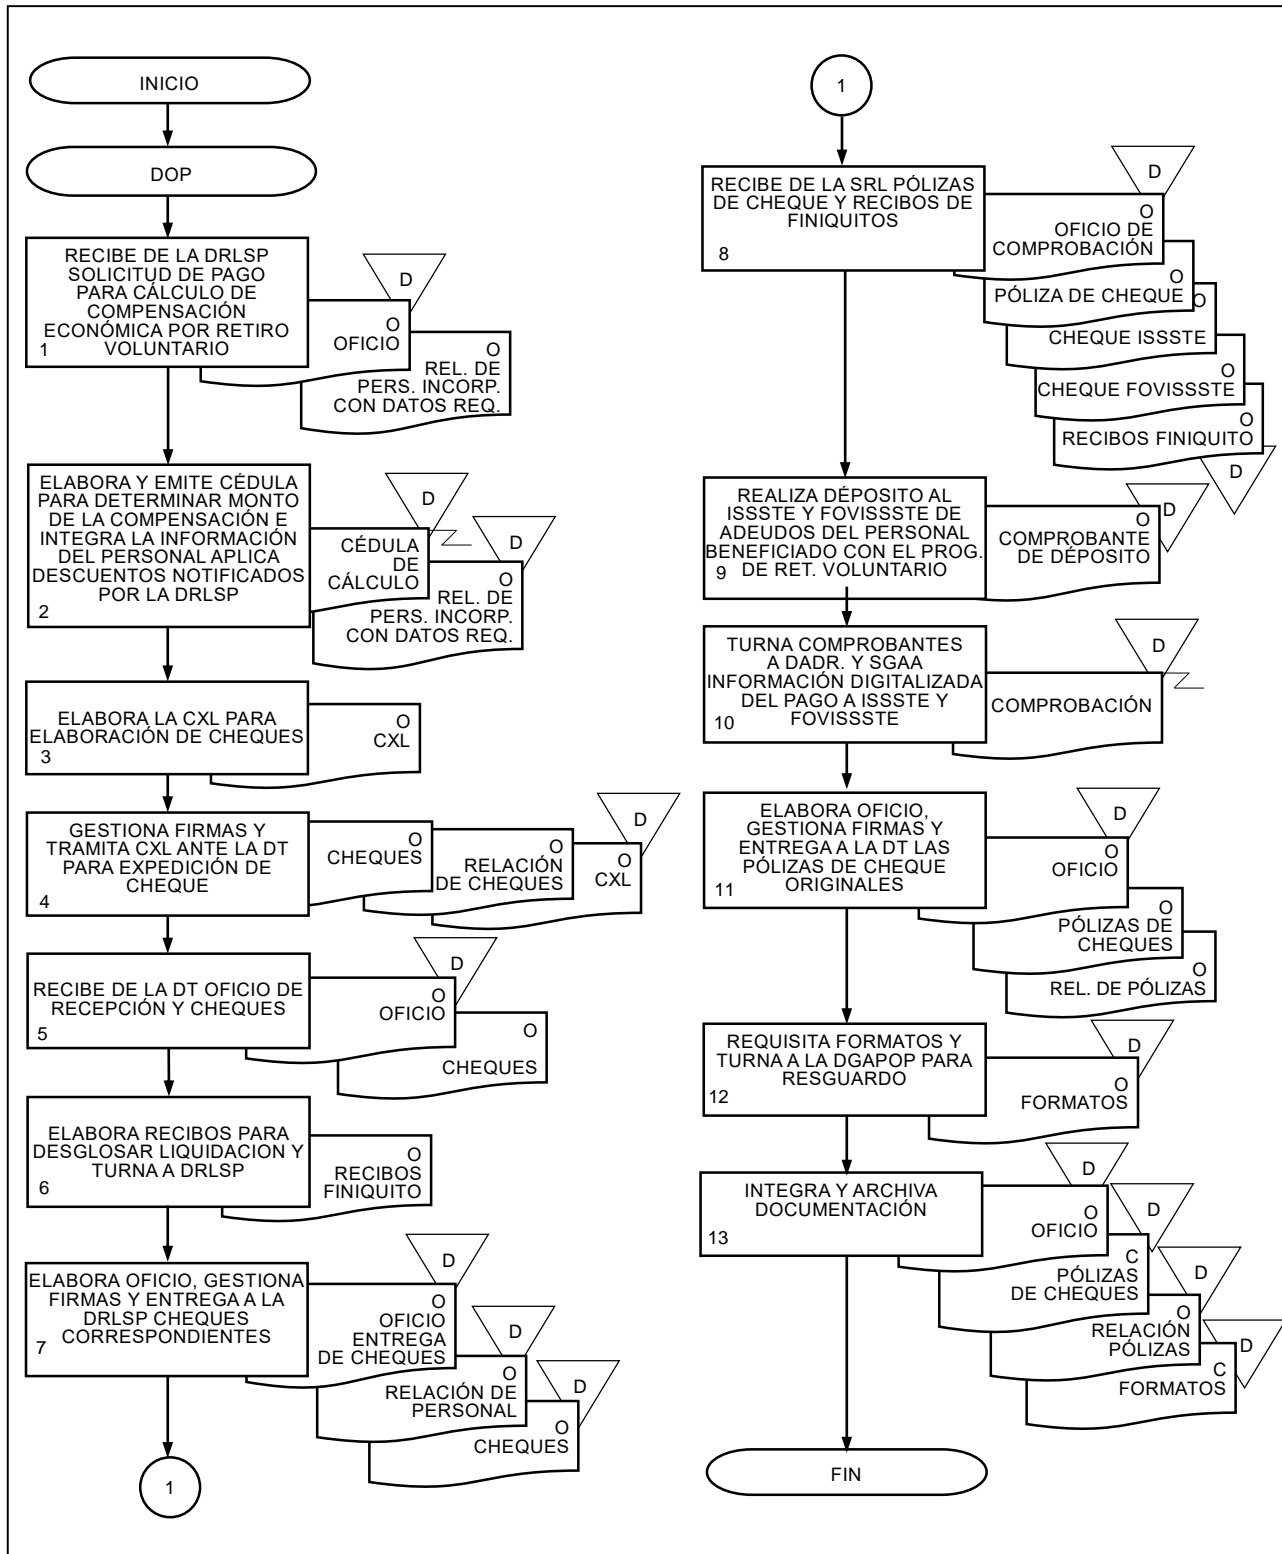 INICIO
DOP
RECIBE DE LA DRLSP
SOLICITUD DE PAGO
PARA CÁLCULO DE
COMPENSACIÓN
ECONÓMICA POR RETIRO
VOLUNTARIO
1
D
O
OFICIO
O
REL. DE
PERS. INCORP.
CON DATOS REQ.
ELABORA Y EMITE CÉDULA
PARA DETERMINAR MONTO
DE LA COMPENSACIÓN E
INTEGRA LA INFORMACIÓN
DEL PERSONAL APLICA
DESCUENTOS NOTIFICADOS
POR LA DRLSP
2
D
CÉDULA
DE
CÁLCULO
D
O
REL. DE
PERS. INCORP.
CON DATOS REQ.
ELABORA LA CXL PARA
ELABORACIÓN DE CHEQUES
3
O
CXL
GESTIONA FIRMAS Y
TRAMITA CXL ANTE LA DT
PARA EXPEDICIÓN DE
CHEQUE
4
O
CHEQUES
O
RELACIÓN
DE CHEQUES
D
O
CXL
RECIBE DE LA DT OFICIO DE
RECEPCIÓN Y CHEQUES
5
D
O
OFICIO
O
CHEQUES
ELABORA RECIBOS PARA
DESGLOSAR LIQUIDACION Y
TURNA A DRLSP
6
O
RECIBOS
FINIQUITO
ELABORA OFICIO, GESTIONA
FIRMAS Y ENTREGA A LA
DRLSP CHEQUES
CORRESPONDIENTES
7
D
O
OFICIO
ENTREGA
DE CHEQUES
D
O
RELACIÓN DE
PERSONAL
D
O
CHEQUES
1
1
RECIBE DE LA SRL PÓLIZAS
DE CHEQUE Y RECIBOS DE
FINIQUITOS
8
D
O
OFICIO DE
COMPROBACIÓN
O
PÓLIZA DE CHEQUE
O
CHEQUE ISSSTE
O
CHEQUE FOVISSSTE
O
RECIBOS FINIQUITO
D
REALIZA DÉPOSITO AL
ISSSTE Y FOVISSSTE DE
ADEUDOS DEL PERSONAL
BENEFICIADO CON EL PROG.
DE RET. VOLUNTARIO
9
D
O
COMPROBANTE
DE DÉPOSITO
TURNA COMPROBANTES
A DADR. Y SGAA
INFORMACIÓN DIGITALIZADA
DEL PAGO A ISSSTE Y
FOVISSSTE
10
D
COMPROBACIÓN
ELABORA OFICIO,
GESTIONA FIRMAS Y
ENTREGA A LA DT LAS
PÓLIZAS DE CHEQUE
ORIGINALES
11
D
O
OFICIO
O
PÓLIZAS DE
CHEQUES
O
REL. DE PÓLIZAS
REQUISITA FORMATOS Y
TURNA A LA DGAPOP PARA
RESGUARDO
12
D
O
FORMATOS
INTEGRA Y ARCHIVA
DOCUMENTACIÓN
13
D
O
OFICIO
D
C
PÓLIZAS
DE CHEQUES
D
O
RELACIÓN
PÓLIZAS
D
C
FORMATOS
FIN